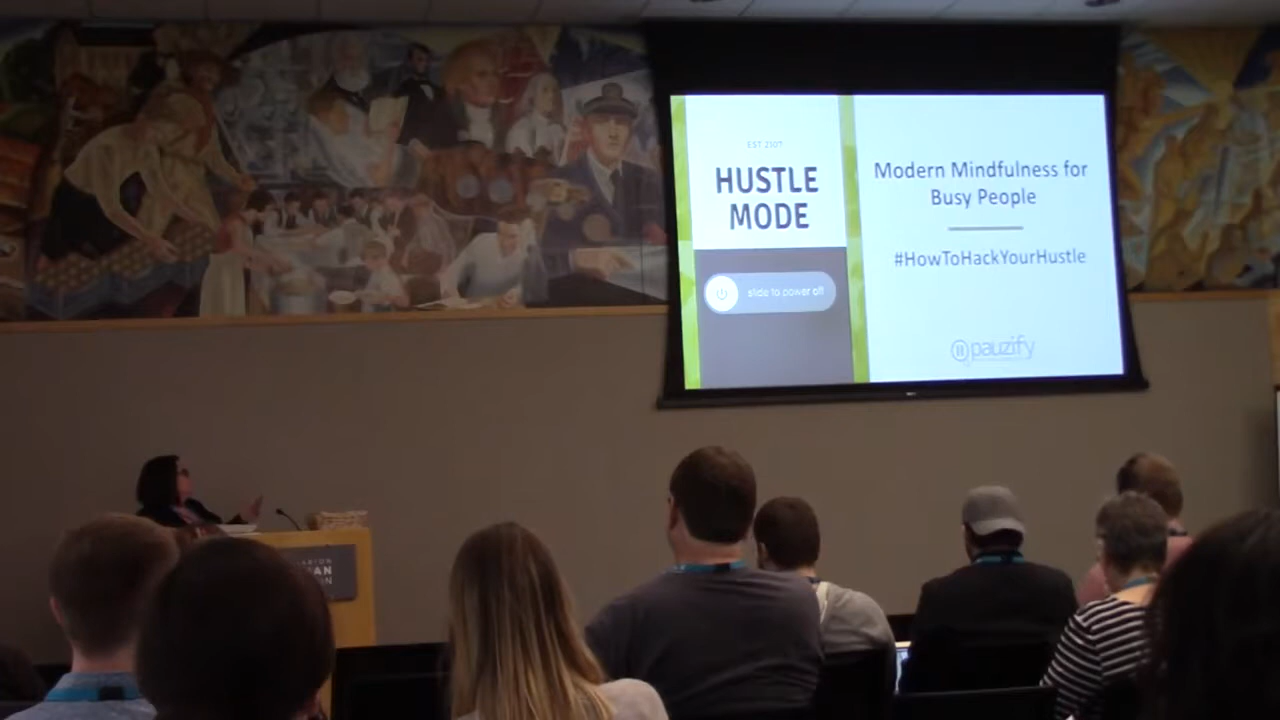 EST 2107
HUSTLE
MODE
slide to power off
Modern Mindfulness for
Busy People
#HowToHackYourHustle
pauzify